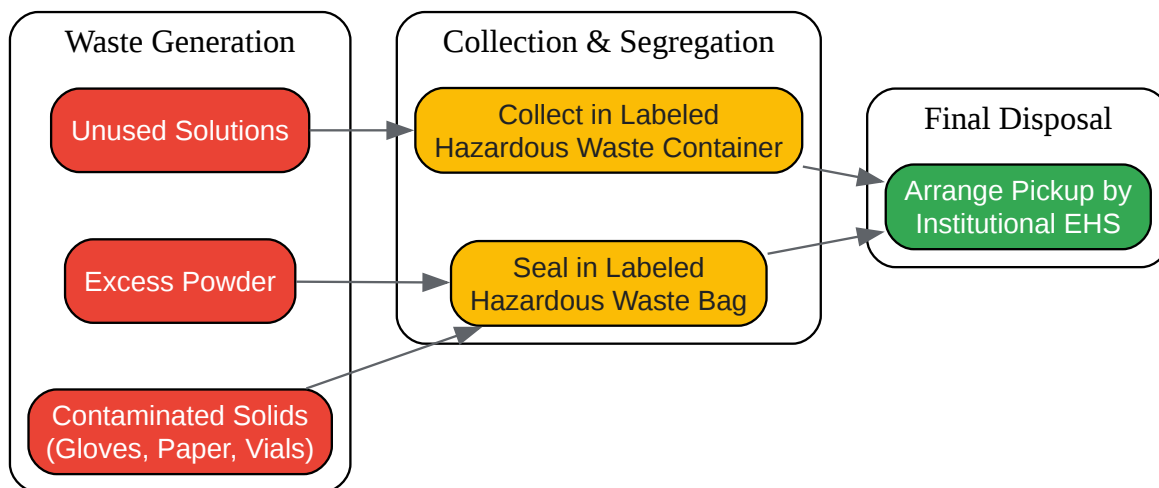 Waste Generation
Unused Solutions
Excess Powder
Contaminated Solids
(Gloves, Paper, Vials)
Collection & Segregation
Collect in Labeled
Hazardous Waste Container
Seal in Labeled
Hazardous Waste Bag
Final Disposal
Arrange Pickup by
Institutional EHS